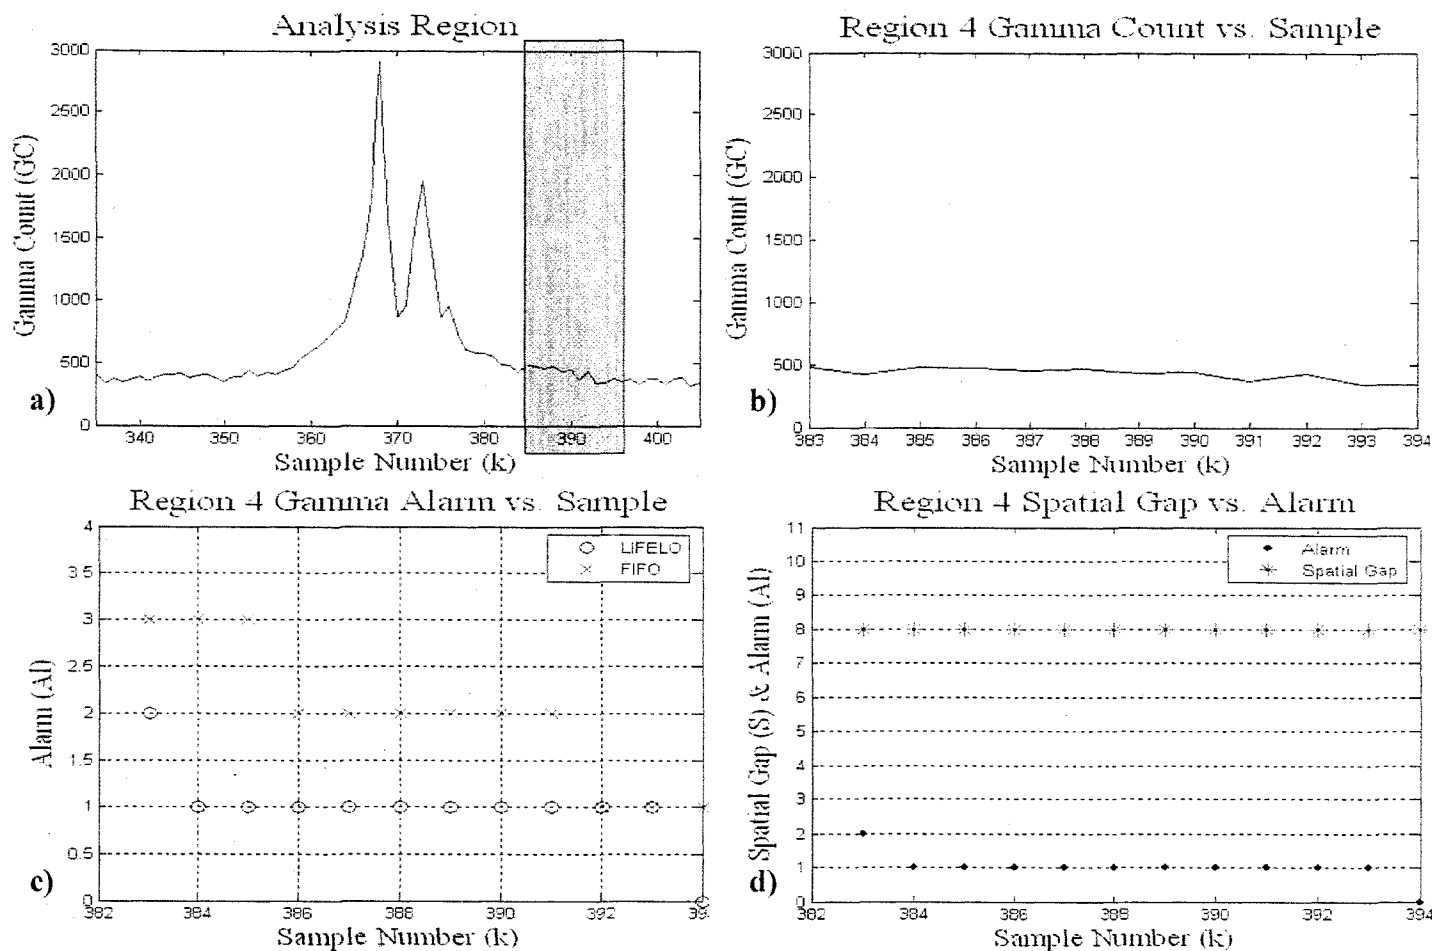 Analysis Region
3000
2500
2000
1500
1000
500
0
Gamma Count (GC)
340 350 360 370 380 390 400
Sample Number (k)
a)
Region 4 Gamma Count vs. Sample
3000
2500
2000
1500
1000
500
0
Gamma Count (GC)
383 384 385 386 387 388 389 390 391 392 393 394
Sample Number (k)
b)
Region 4 Gamma Alarm vs. Sample
4
3.5
3
2.5
2
1.5
1
0.5
0
Alarm (Al)
LIFELO
FIFO
382 384 386 388 390 392 394
Sample Number (k)
c)
Region 4 Spatial Gap vs. Alarm
11
10
9
8
7
6
5
4
3
2
1
0
Spatial Gap (S) & Alarm (Al)
Alarm
Spatial Gap
382 384 386 388 390 392 394
Sample Number (k)
d)